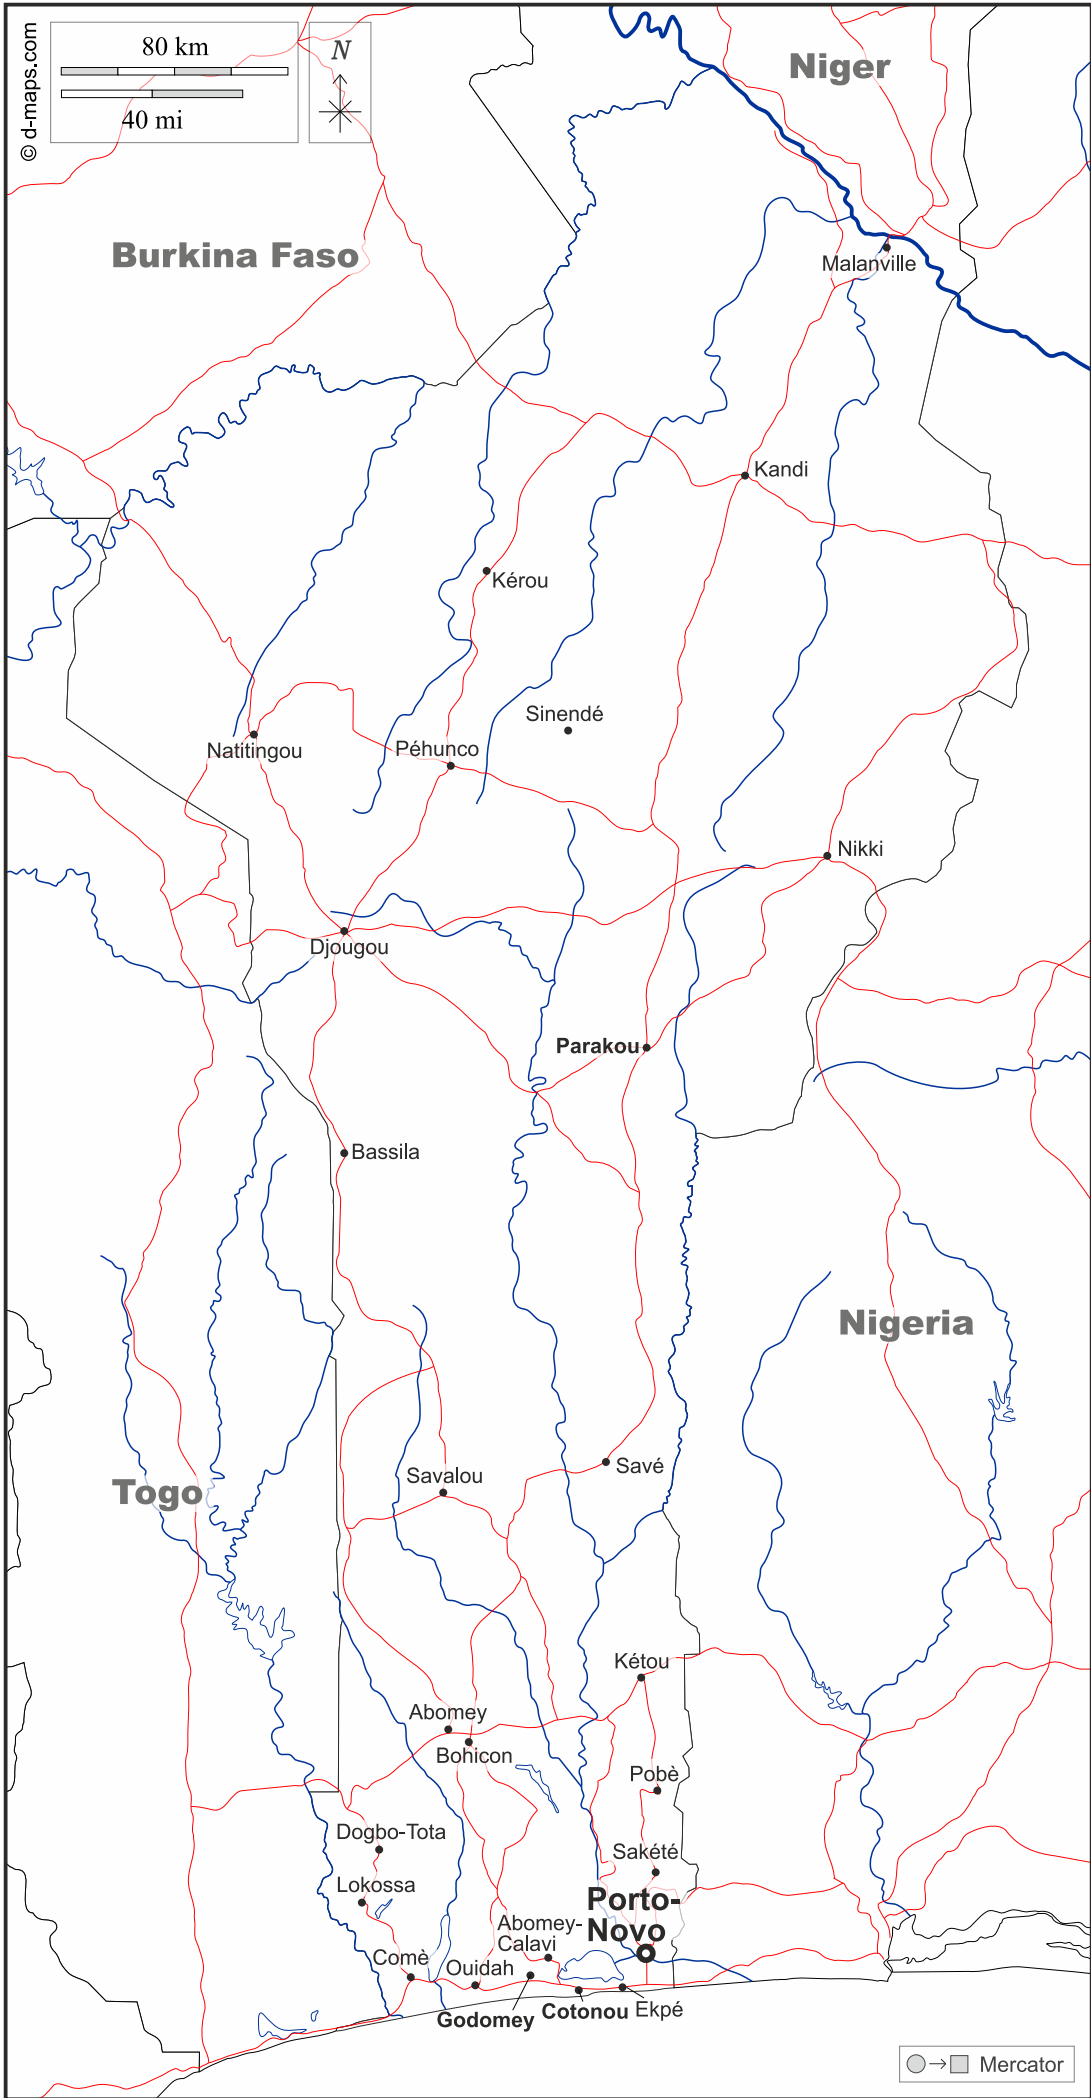 © d-maps.com
80 km
40 mi
N
Niger
Burkina Faso
Malanville
Kandi
Kérou
Sinendé
Natitingou
Péhunco
Nikki
Djougou
Parakou
Bassila
Nigeria
Savé
Savalou
Togo
Kétou
Abomey
Bohicon
Pobè
Dogbo-Tota
Sakété
Lokossa
Porto-
Novo
Abomey-
Calavi
Comè
Ouidah
Godomey
Cotonou
Ekpé
Mercator